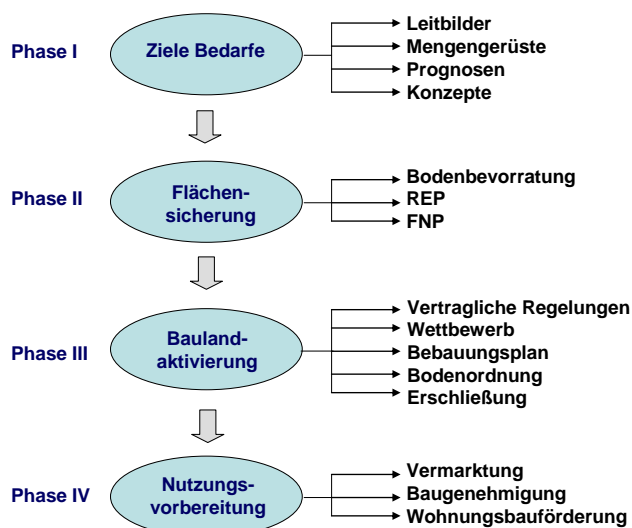 Phase I
Ziele Bedarfe
Leitbilder
Mengengerüste
Prognosen
Konzepte
Phase II
Flächen-
sicherung
Bodenbevorratung
REP
FNP
Phase III
Bauland-
aktivierung
Vertragliche Regelungen
Wettbewerb
Bebauungsplan
Bodenordnung
Erschließung
Phase IV
Nutzungs-
vorbereitung
Vermarktung
Baugenehmigung
Wohnungsbauförderung